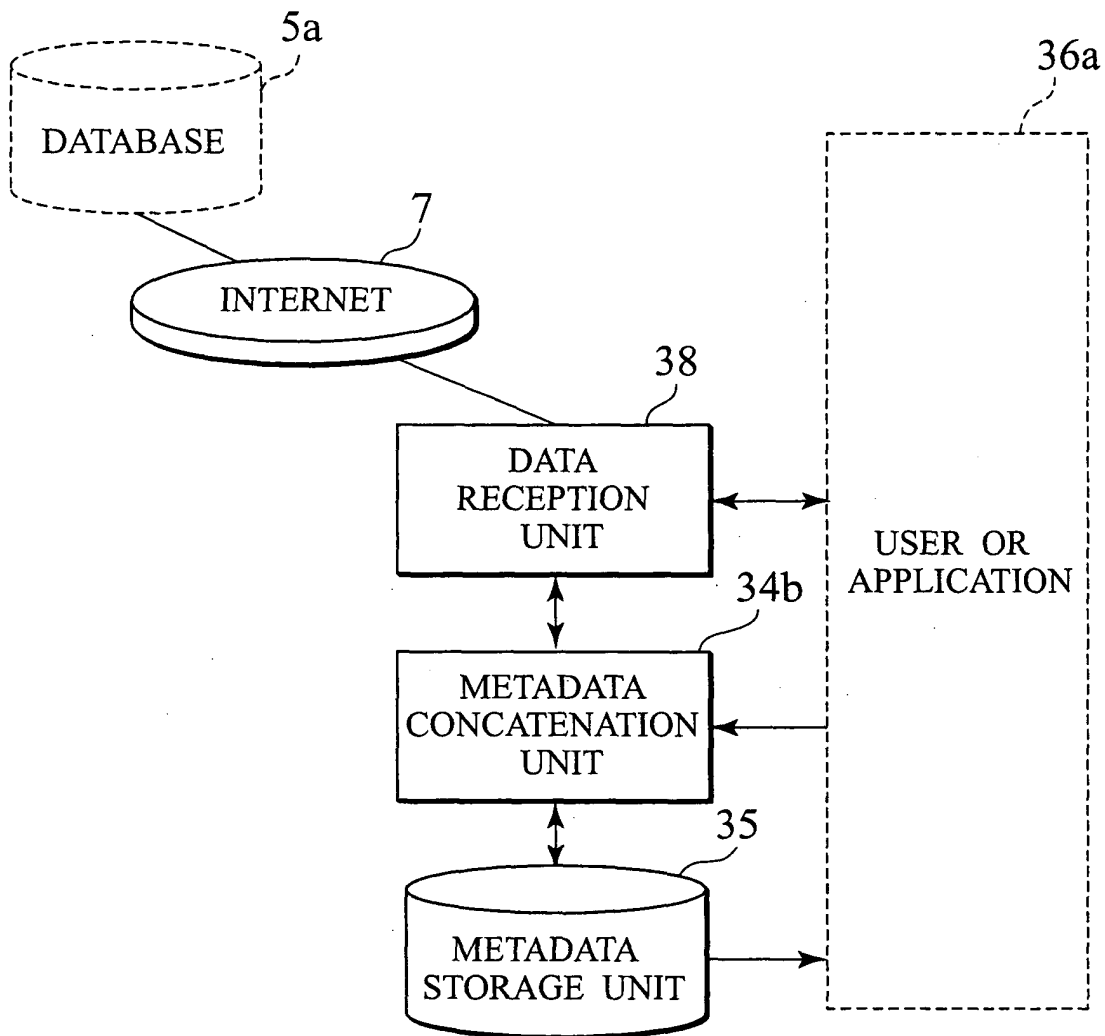 5a
36a
DATABASE
7
INTERNET
38
DATA
RECEPTION
UNIT
USER OR
APPLICATION
34b
METADATA
CONCATENATION
UNIT
35
METADATA
STORAGE UNIT